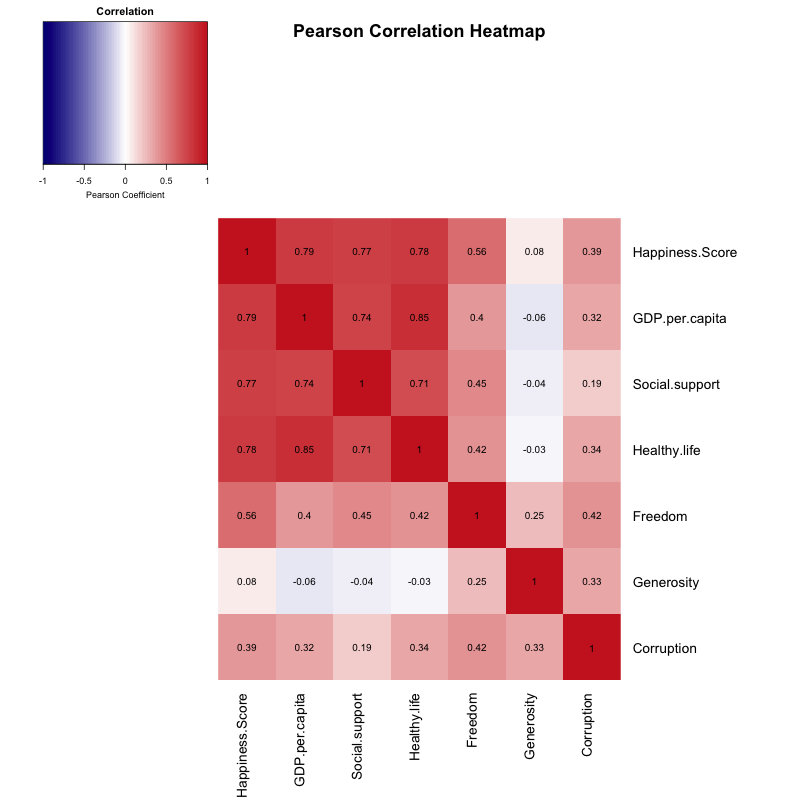 Correlation
Pearson Correlation Heatmap
-1 -0.5 0 0.5 1
Pearson Coefficient
1 0.79 0.77 0.78 0.56 0.08 0.39 Happiness.Score
0.79 1 0.74 0.85 0.4 -0.06 0.32 GDP.per.capita
0.77 0.74 1 0.71 0.45 -0.04 0.19 Social.support
0.78 0.85 0.71 1 0.42 -0.03 0.34 Healthy.life
0.56 0.4 0.45 0.42 1 0.25 0.42 Freedom
0.08 -0.06 -0.04 -0.03 0.25 1 0.33 Generosity
0.39 0.32 0.19 0.34 0.42 0.33 1 Corruption
Happiness.Score
GDP.per.capita
Social.support
Healthy.life
Freedom
Generosity
Corruption